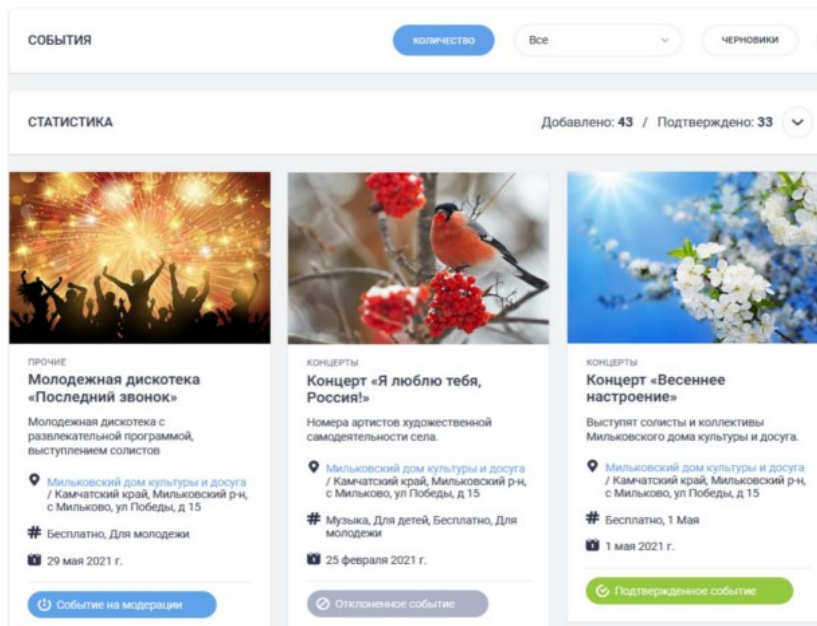 СОБЫТИЯ
КОЛИЧЕСТВО
Все
ЧЕРНОВИКИ
СТАТИСТИКА
Добавлено: 43 / Подтверждено: 33
ПРОЧИЕ
Молодежная дискотека
«Последний звонок»
Молодежная дискотека с
развлекательной программой,
выступлением солистов
Мильковский дом культуры и досуга
/ Камчатский край, Мильковский р-н,
с Мильково, ул Победы, д 15
# Бесплатно, Для молодежи
29 мая 2021 г.
Событие на модерации
КОНЦЕРТЫ
Концерт «Я люблю тебя,
Россия!»
Номера артистов художественной
самодеятельности села.
Мильковский дом культуры и досуга
/ Камчатский край, Мильковский р-н,
с Мильково, ул Победы, д 15
# Музыка, Для детей, Бесплатно, Для
молодежи
25 февраля 2021 г.
Отклоненное событие
КОНЦЕРТЫ
Концерт «Весеннее
настроение»
Выступят солисты и коллективы
Мильковского дома культуры и досуга.
Мильковский дом культуры и досуга
/ Камчатский край, Мильковский р-н,
с Мильково, ул Победы, д 15
# Бесплатно, 1 Мая
1 мая 2021 г.
Подтвержденное событие